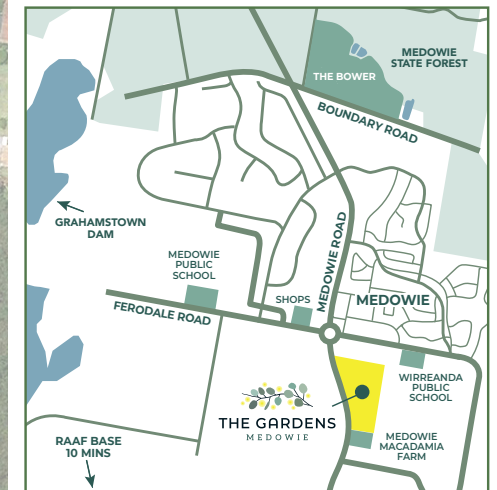 MEDOWIE
STATE FOREST
THE BOWER
BOUNDARY ROAD
GRAHAMSTOWN
DAM
MEDOWIE ROAD
MEDOWIE
PUBLIC
SCHOOL
SHOPS
MEDOWIE
FERODALE ROAD
WIRREANDA
PUBLIC
SCHOOL
THE GARDENS
MEDOWIE
MEDOWIE
MACADAMIA
FARM
RAAF BASE
10 MINS